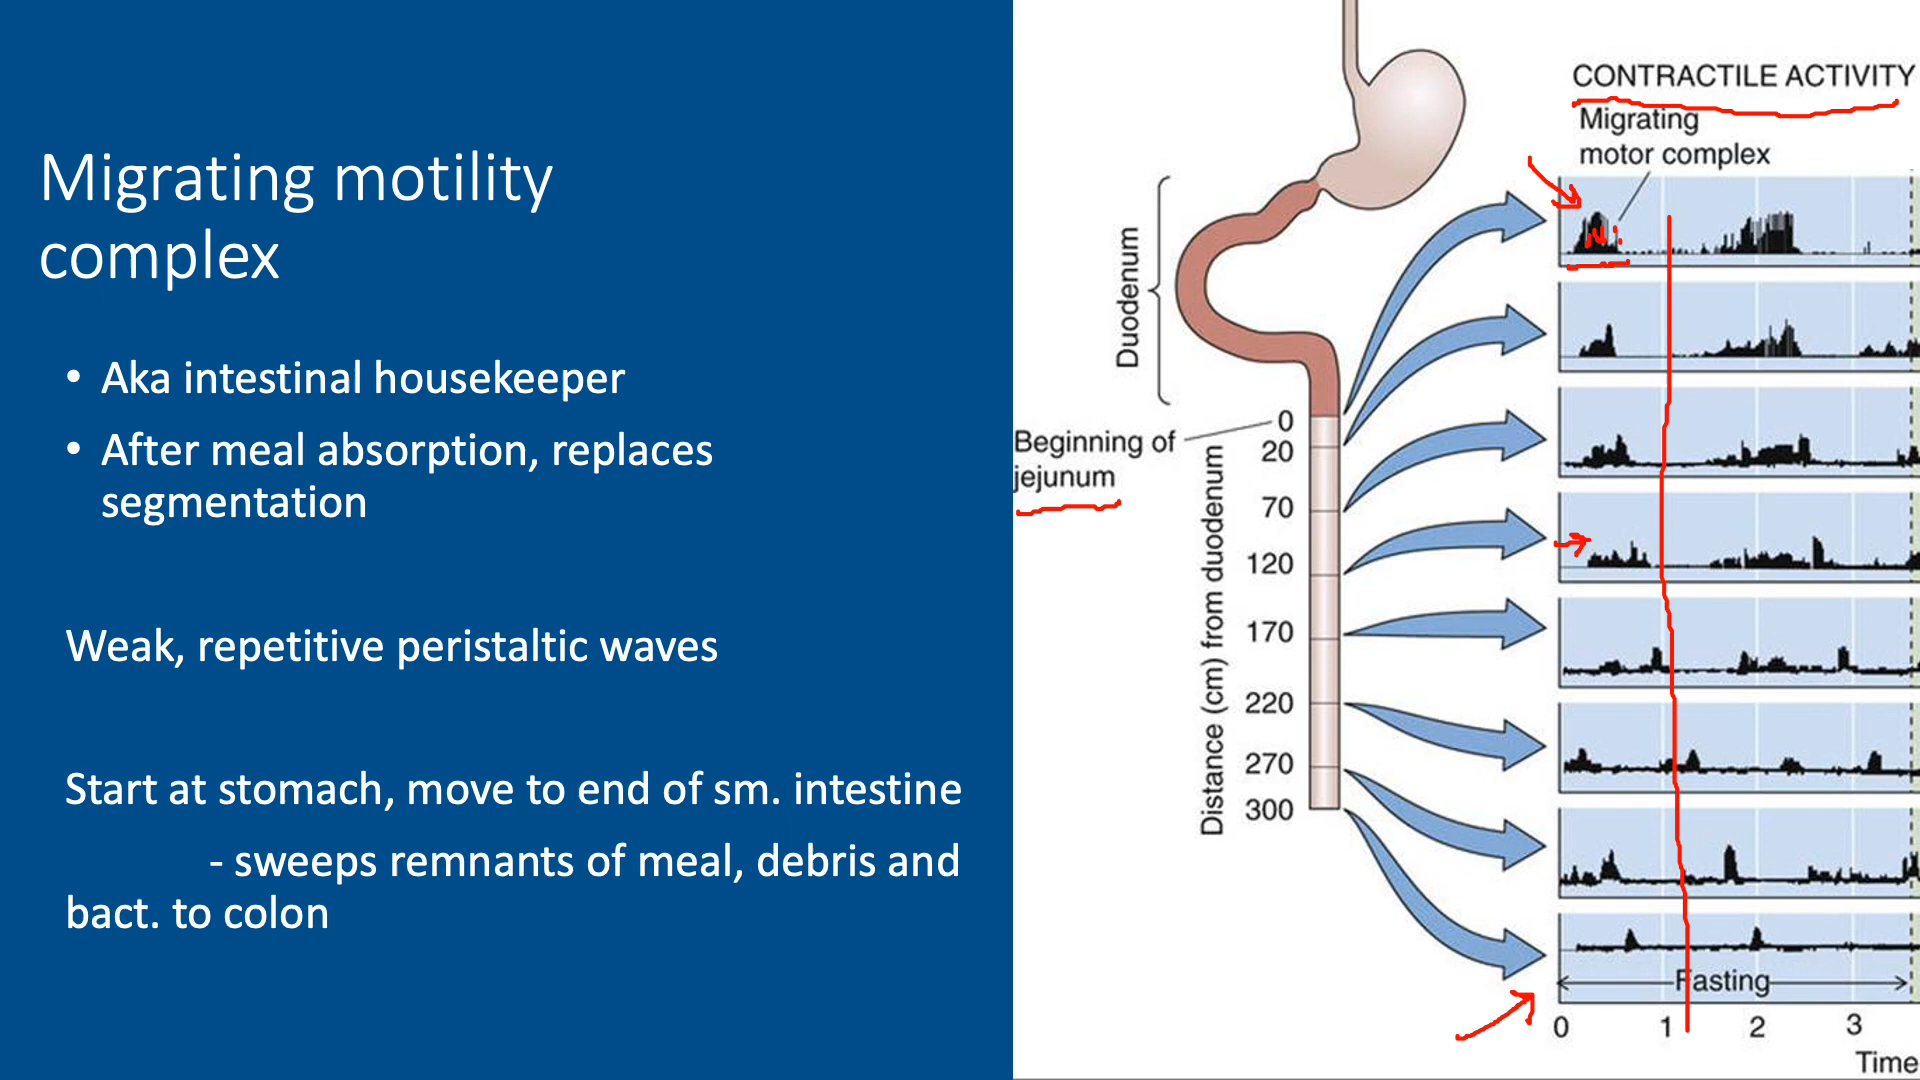 Migrating motility
complex
• Aka intestinal housekeeper
• After meal absorption, replaces
segmentation
Weak, repetitive peristaltic waves
Start at stomach, move to end of sm. intestine
- sweeps remnants of meal, debris and
bact. to colon
CONTRACTILE ACTIVITY
Migrating
motor complex
Duodenum
Beginning of
jejunum
Distance (cm) from duodenum
0
20
70
120
170
220
270
300
Fasting
0 1 2 3
Time